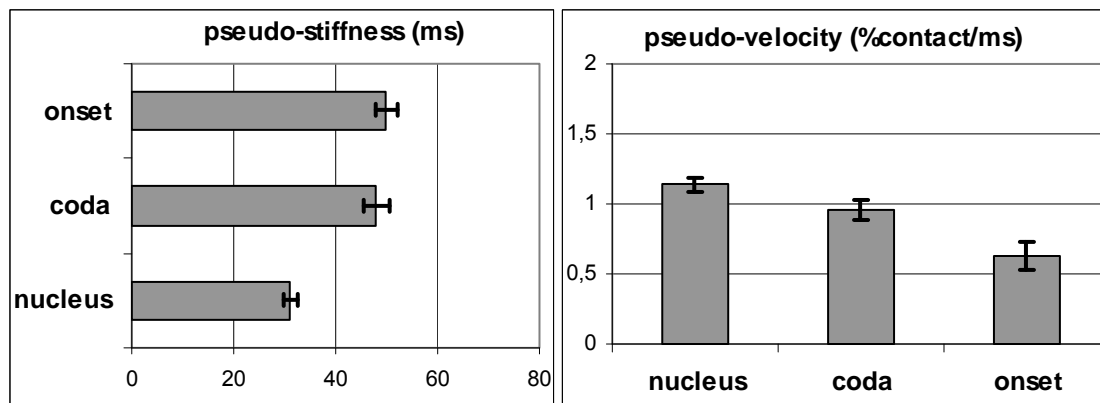 pseudo-stiffness (ms)
onset
coda
nucleus
0 20 40 60 80
pseudo-velocity (%contact/ms)
2
1,5
1
0,5
0
nucleus coda onset